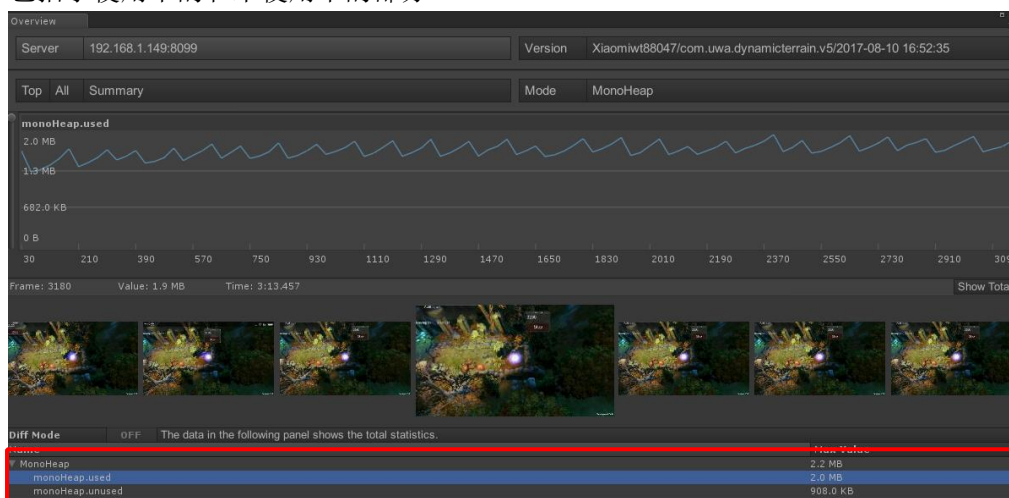 Overview
Server 192.168.1.149:8099 Version Xiaomiwt88047/com.uwa.dynamicterrain.v5/2017-08-10 16:52:35
Top All Summary Mode MonoHeap
monoHeap.used
2.0 MB
1.3 MB
682.0 KB
0 B
30 210 390 570 750 930 1110 1290 1470 1650 1830 2010 2190 2370 2550 2730 2910 309
Frame: 3180 Value: 1.9 MB Time: 3:13.457 Show Tota
Diff Mode OFF The data in the following panel shows the total statistics.
Name Max Value
MonoHeap 2.2 MB
monoHeap.used 2.0 MB
monoHeap.unused 908.0 KB